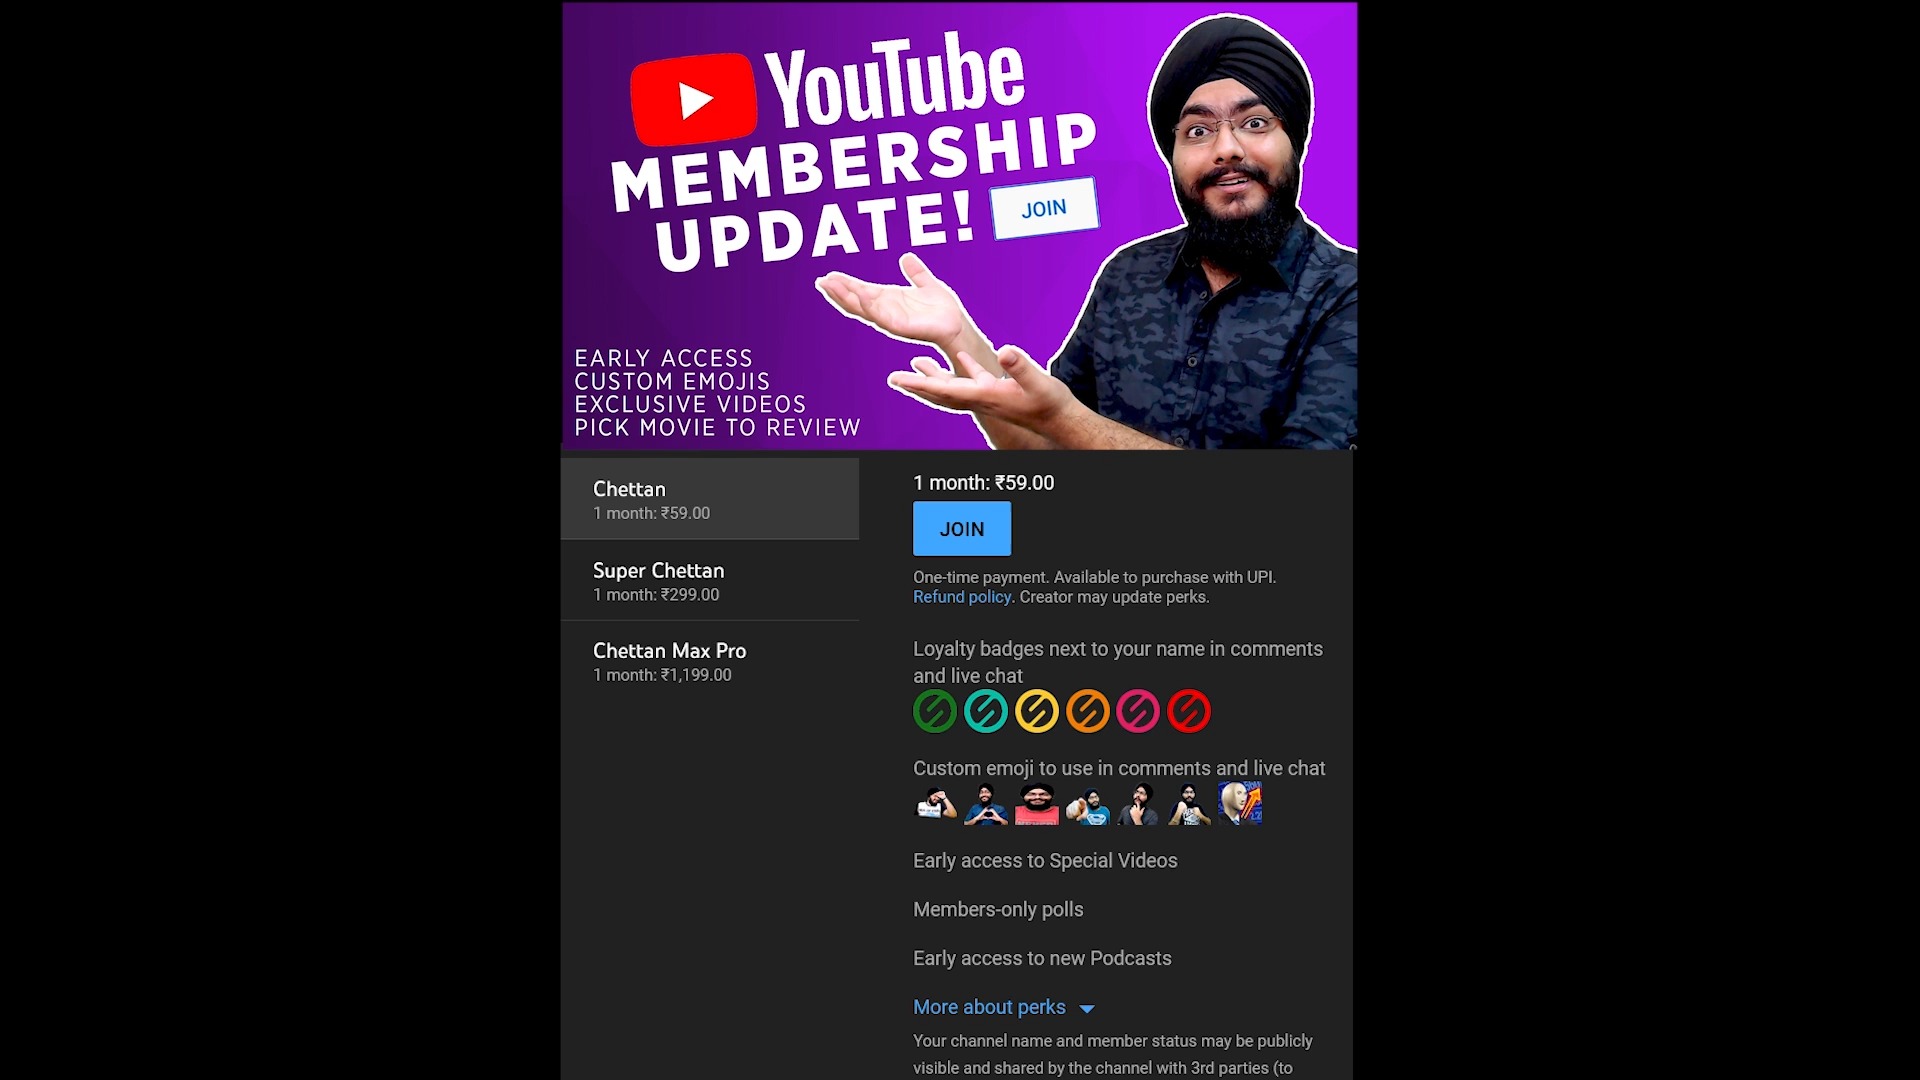 YouTube
MEMBERSHIP
UPDATE!
JOIN
EARLY ACCESS
CUSTOM EMOJIS
EXCLUSIVE VIDEOS
PICK MOVIE TO REVIEW
Chettan
1 month: ₹59.00
Super Chettan
1 month: ₹299.00
Chettan Max Pro
1 month: ₹1,199.00
1 month: ₹59.00
JOIN
One-time payment. Available to purchase with UPI.
Refund policy. Creator may update perks.
Loyalty badges next to your name in comments
and live chat
Custom emoji to use in comments and live chat
Early access to Special Videos
Members-only polls
Early access to new Podcasts
More about perks
Your channel name and member status may be publicly
visible and shared by the channel with 3rd parties (to